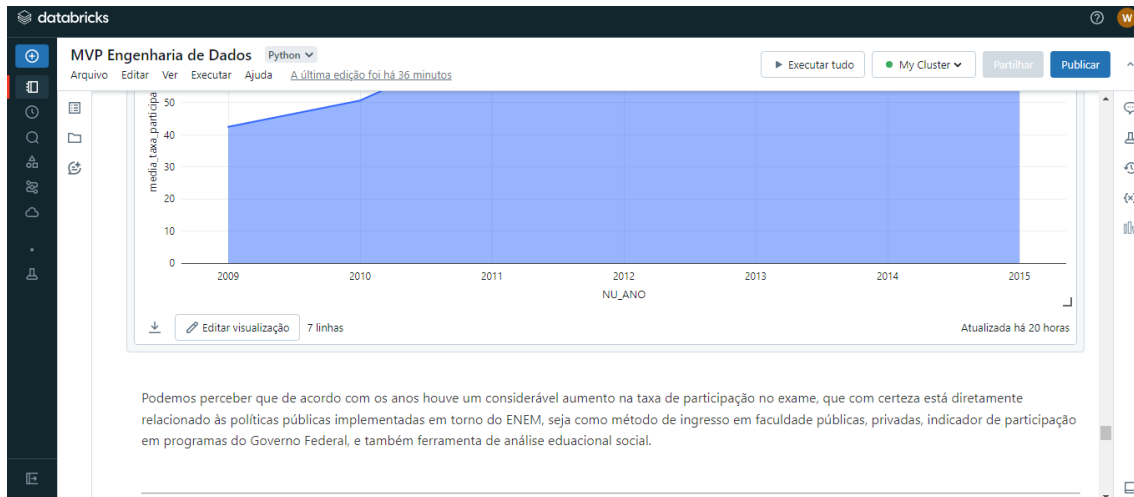 databricks
W
MVP Engenharia de Dados Python
Arquivo Editar Ver Executar Ajuda A última edição foi há 36 minutos
Executar tudo
My Cluster
Partilhar
Publicar
media_taxa_participa
50
40
30
20
10
0
2009 2010 2011 2012 2013 2014 2015
NU_ANO
Editar visualização 7 linhas Atualizada há 20 horas
Podemos perceber que de acordo com os anos houve um considerável aumento na taxa de participação no exame, que com certeza está diretamente
relacionado às políticas públicas implementadas em torno do ENEM, seja como método de ingresso em faculdade públicas, privadas, indicador de participação
em programas do Governo Federal, e também ferramenta de análise eduacional social.